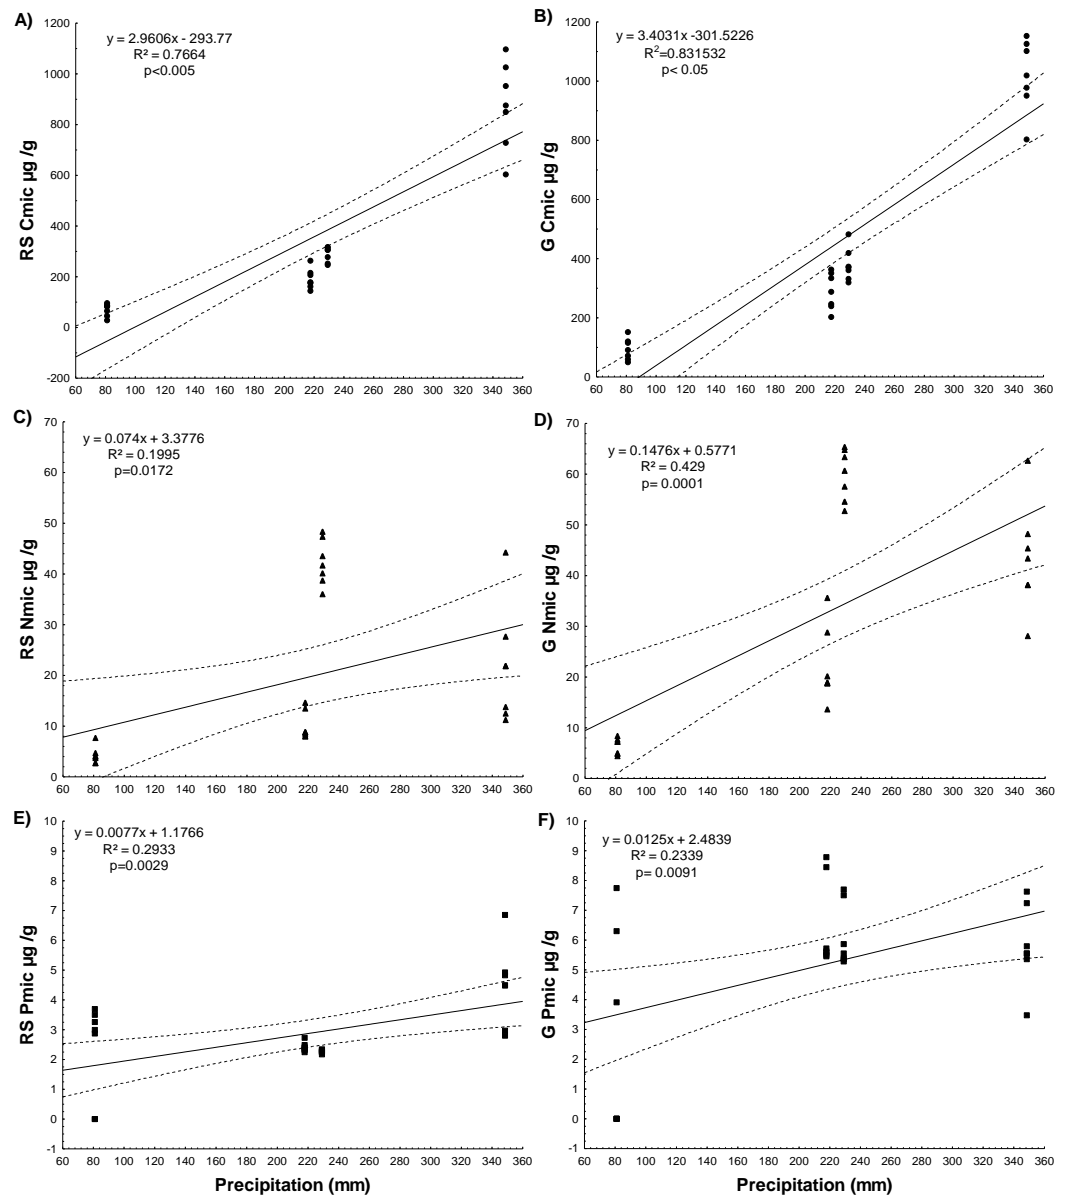 A)
y = 2.9606x - 293.77
R² = 0.7664
p<0.005
RS Cmic µg /g
1200
1000
800
600
400
200
0
-200
60 80 100 120 140 160 180 200 220 240 260 280 300 320 340 360
B)
y = 3.4031x -301.5226
R²=0.831532
p< 0.05
G Cmic µg /g
1200
1000
800
600
400
200
0
60 80 100 120 140 160 180 200 220 240 260 280 300 320 340 360
C)
y = 0.074x + 3.3776
R² = 0.1995
p=0.0172
RS Nmic µg /g
70
60
50
40
30
20
10
0
60 80 100 120 140 160 180 200 220 240 260 280 300 320 340 360
D)
y = 0.1476x + 0.5771
R² = 0.429
p= 0.0001
G Nmic µg /g
70
60
50
40
30
20
10
0
60 80 100 120 140 160 180 200 220 240 260 280 300 320 340 360
E)
y = 0.0077x + 1.1766
R² = 0.2933
p=0.0029
RS Pmic µg /g
10
9
8
7
6
5
4
3
2
1
0
-1
60 80 100 120 140 160 180 200 220 240 260 280 300 320 340 360
Precipitation (mm)
F)
y = 0.0125x + 2.4839
R² = 0.2339
p= 0.0091
G Pmic µg /g
10
9
8
7
6
5
4
3
2
1
0
-1
60 80 100 120 140 160 180 200 220 240 260 280 300 320 340 360
Precipitation (mm)